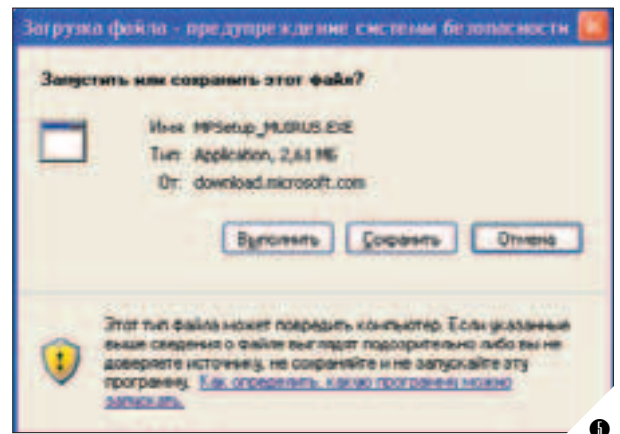 Загрузка файла - предупреждение системы безопасности
Запустить или сохранить этот файл?
Имя: MPSetup_MUIRUS.EXE
Тип: Application, 2,61 МБ
От: download.microsoft.com
Выполнить Сохранить Отмена
Этот тип файла может повредить компьютер. Если указанные
выше сведения о файле выглядят подозрительно либо вы не
доверяете источнику, не сохраняйте и не запускайте эту
программу. Как определить, какую программу можно
запускать.